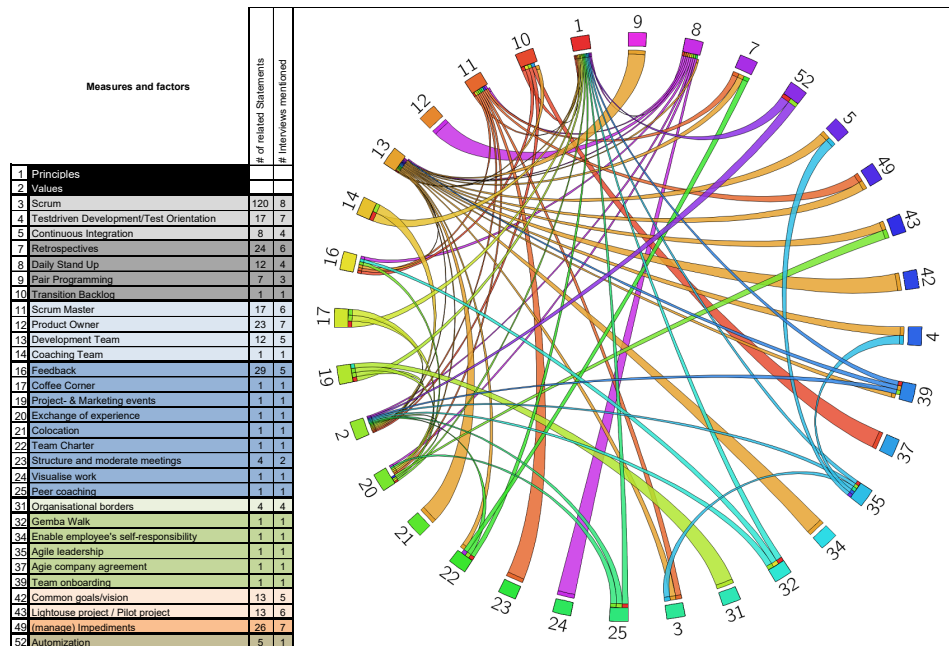 Measures and factors # of related Statements # Interviews mentioned
1 Principles
2 Values
3 Scrum 120 8
4 Testdriven Development/Test Orientation 17 7
5 Continuous Integration 8 4
7 Retrospectives 24 6
8 Daily Stand Up 12 4
9 Pair Programming 7 3
10 Transition Backlog 1 1
11 Scrum Master 17 6
12 Product Owner 23 7
13 Development Team 12 5
14 Coaching Team 1 1
16 Feedback 29 5
17 Coffee Corner 1 1
19 Project- & Marketing events 1 1
20 Exchange of experience 1 1
21 Colocation 1 1
22 Team Charter 1 1
23 Structure and moderate meetings 4 2
24 Visualise work 1 1
25 Peer coaching 1 1
31 Organisational borders 4 4
32 Gemba Walk 1 1
34 Enable employee's self-responsibility 1 1
35 Agile leadership 1 1
37 Agie company agreement 1 1
39 Team onboarding 1 1
42 Common goals/vision 13 5
43 Lightouse project / Pilot project 13 6
49 (manage) Impediments 26 7
52 Automization 5 1
1
9
8
7
52
5
49
43
42
4
39
37
35
34
32
31
3
25
24
23
22
21
20
2
19
17
16
14
13
12
11
10